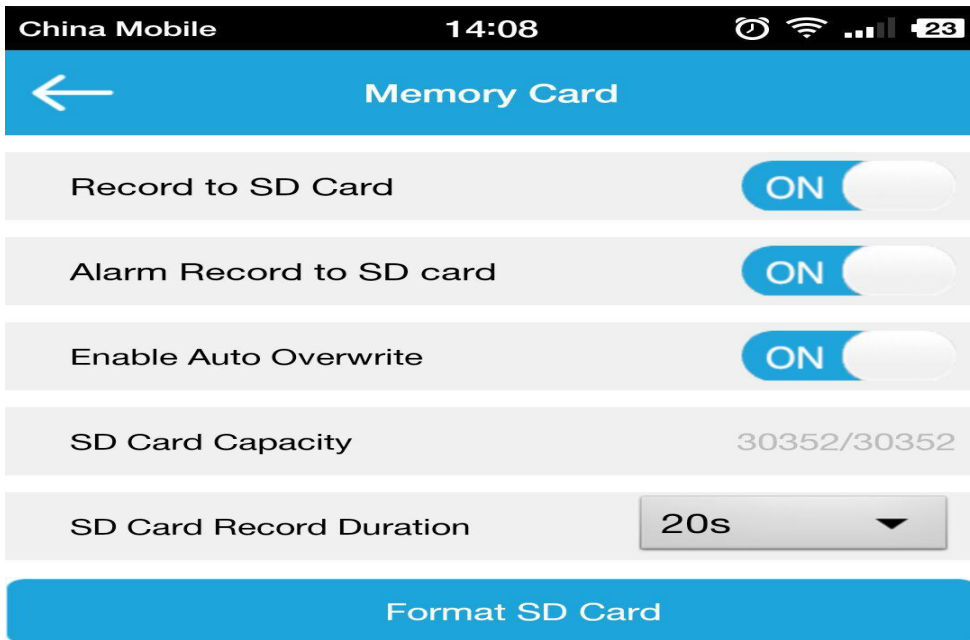 China Mobile 14:08 23
Memory Card
Record to SD Card ON
Alarm Record to SD card ON
Enable Auto Overwrite ON
SD Card Capacity 30352/30352
SD Card Record Duration 20s
Format SD Card